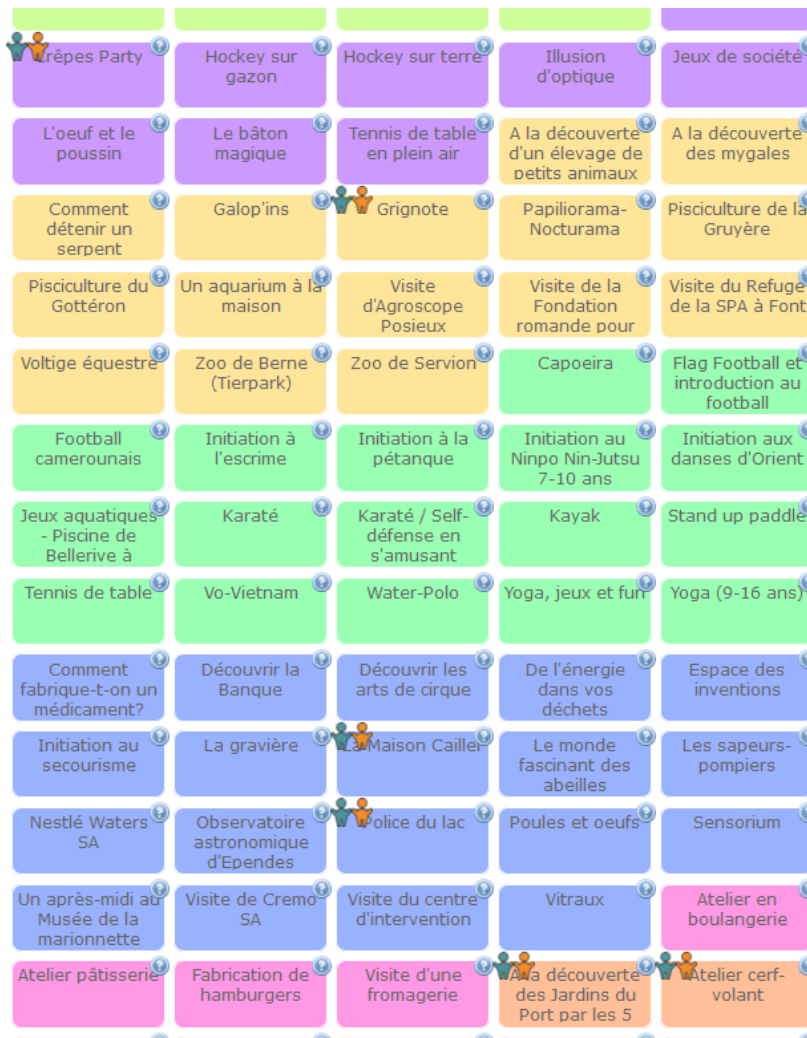 Crêpes Party
Hockey sur
gazon
Hockey sur terre
Illusion
d'optique
Jeux de société
L'oeuf et le
poussin
Le bâton
magique
Tennis de table
en plein air
A la découverte
d'un élevage de
petits animaux
A la découverte
des mygales
Comment
détenir un
serpent
Galop'ins
Grignote
Papiliorama-
Nocturama
Pisciculture de la
Gruyère
Pisciculture du
Gottéron
Un aquarium à la
maison
Visite
d'Agroscope
Posieux
Visite de la
Fondation
romande pour
Visite du Refuge
de la SPA à Font
Voltige équestre
Zoo de Berne
(Tierpark)
Zoo de Servion
Capoeira
Flag Football et
introduction au
football
Football
camerounais
Initiation à
l'escrime
Initiation à la
pétanque
Initiation au
Ninpo Nin-Jutsu
7-10 ans
Initiation aux
danses d'Orient
Jeux aquatiques
- Piscine de
Bellerive à
Karaté
Karaté / Self-
défense en
s'amusant
Kayak
Stand up paddle
Tennis de table
Vo-Vietnam
Water-Polo
Yoga, jeux et fun
Yoga (9-16 ans)
Comment
fabrique-t-on un
médicament?
Découvrir la
Banque
Découvrir les
arts de cirque
De l'énergie
dans vos
déchets
Espace des
inventions
Initiation au
secourisme
La gravière
La Maison Cailler
Le monde
fascinant des
abeilles
Les sapeurs-
pompiers
Nestlé Waters
SA
Observatoire
astronomique
d'Ependes
Police du lac
Poules et oeufs
Sensorium
Un après-midi au
Musée de la
marionnette
Visite de Cremo
SA
Visite du centre
d'intervention
Vitraux
Atelier en
boulangerie
Atelier pâtisserie
Fabrication de
hamburgers
Visite d'une
fromagerie
A la découverte
des Jardins du
Port par les 5
Atelier cerf-
volant